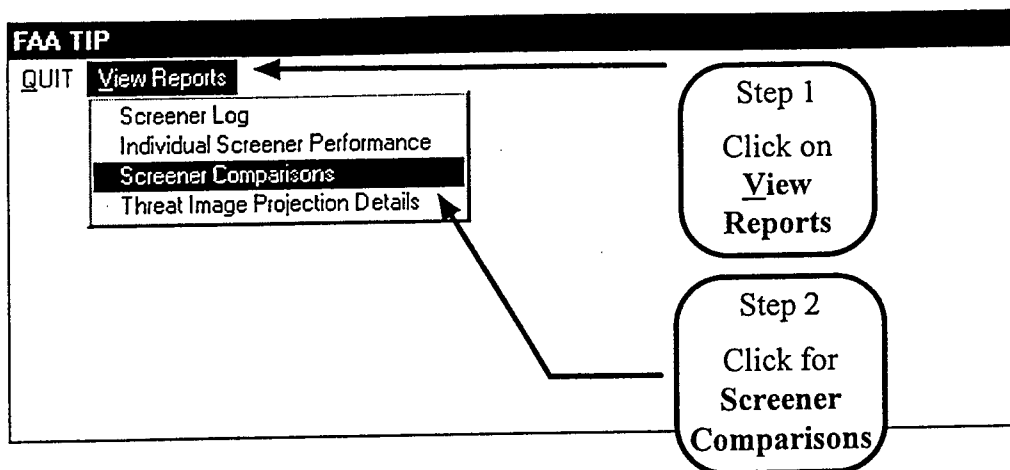 FAA TIP
QUIT View Reports
Screener Log
Individual Screener Performance
Screener Comparisons
Threat Image Projection Details
Step 1
Click on
View
Reports
Step 2
Click for
Screener
Comparisons